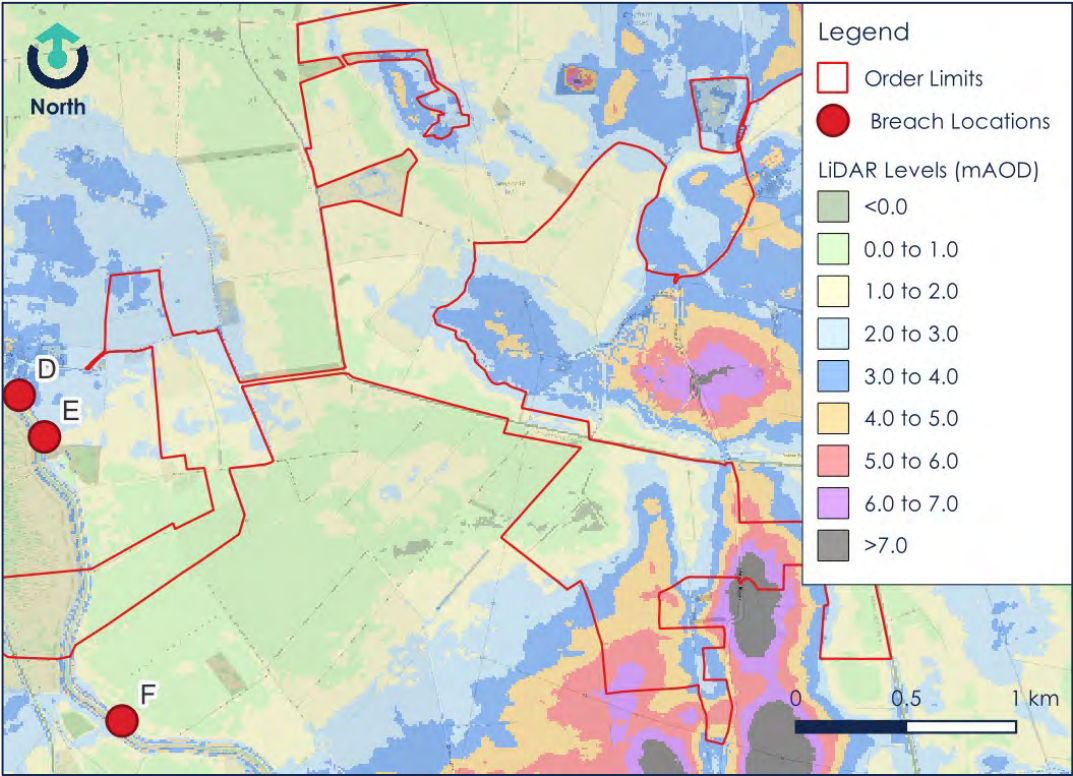 North
D
E
F
Legend
Order Limits
Breach Locations
LiDAR Levels (mAOD)
<0.0
0.0 to 1.0
1.0 to 2.0
2.0 to 3.0
3.0 to 4.0
4.0 to 5.0
5.0 to 6.0
6.0 to 7.0
>7.0
0 0.5 1 km